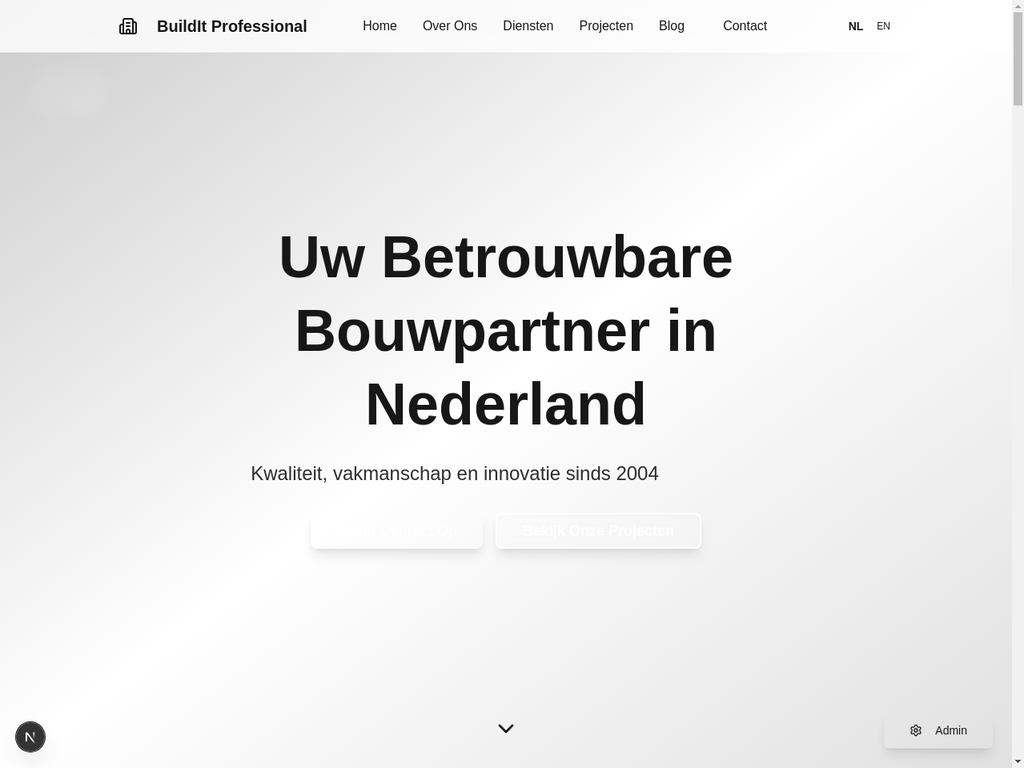 BuildIt Professional
Home
Over Ons
Diensten
Projecten
Blog
Contact
NL
EN
Uw Betrouwbare
Bouwpartner in
Nederland
Kwaliteit, vakmanschap en innovatie sinds 2004
Bekijk Onze Projecten
N
Admin